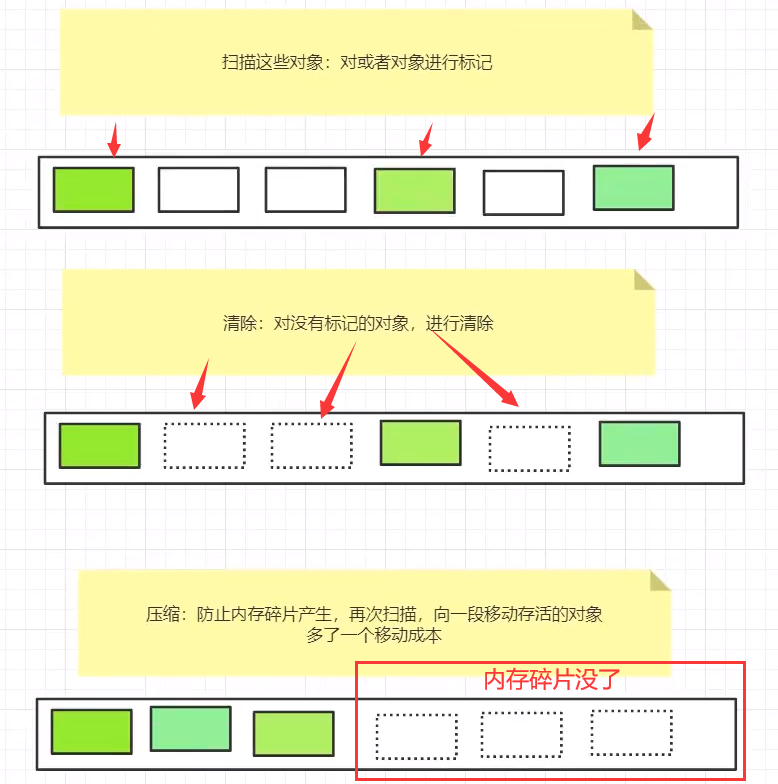 扫描这些对象：对或者对象进行标记
清除：对没有标记的对象，进行清除
压缩：防止内存碎片产生，再次扫描，向一段移动存活的对象
多了一个移动成本
内存碎片没了